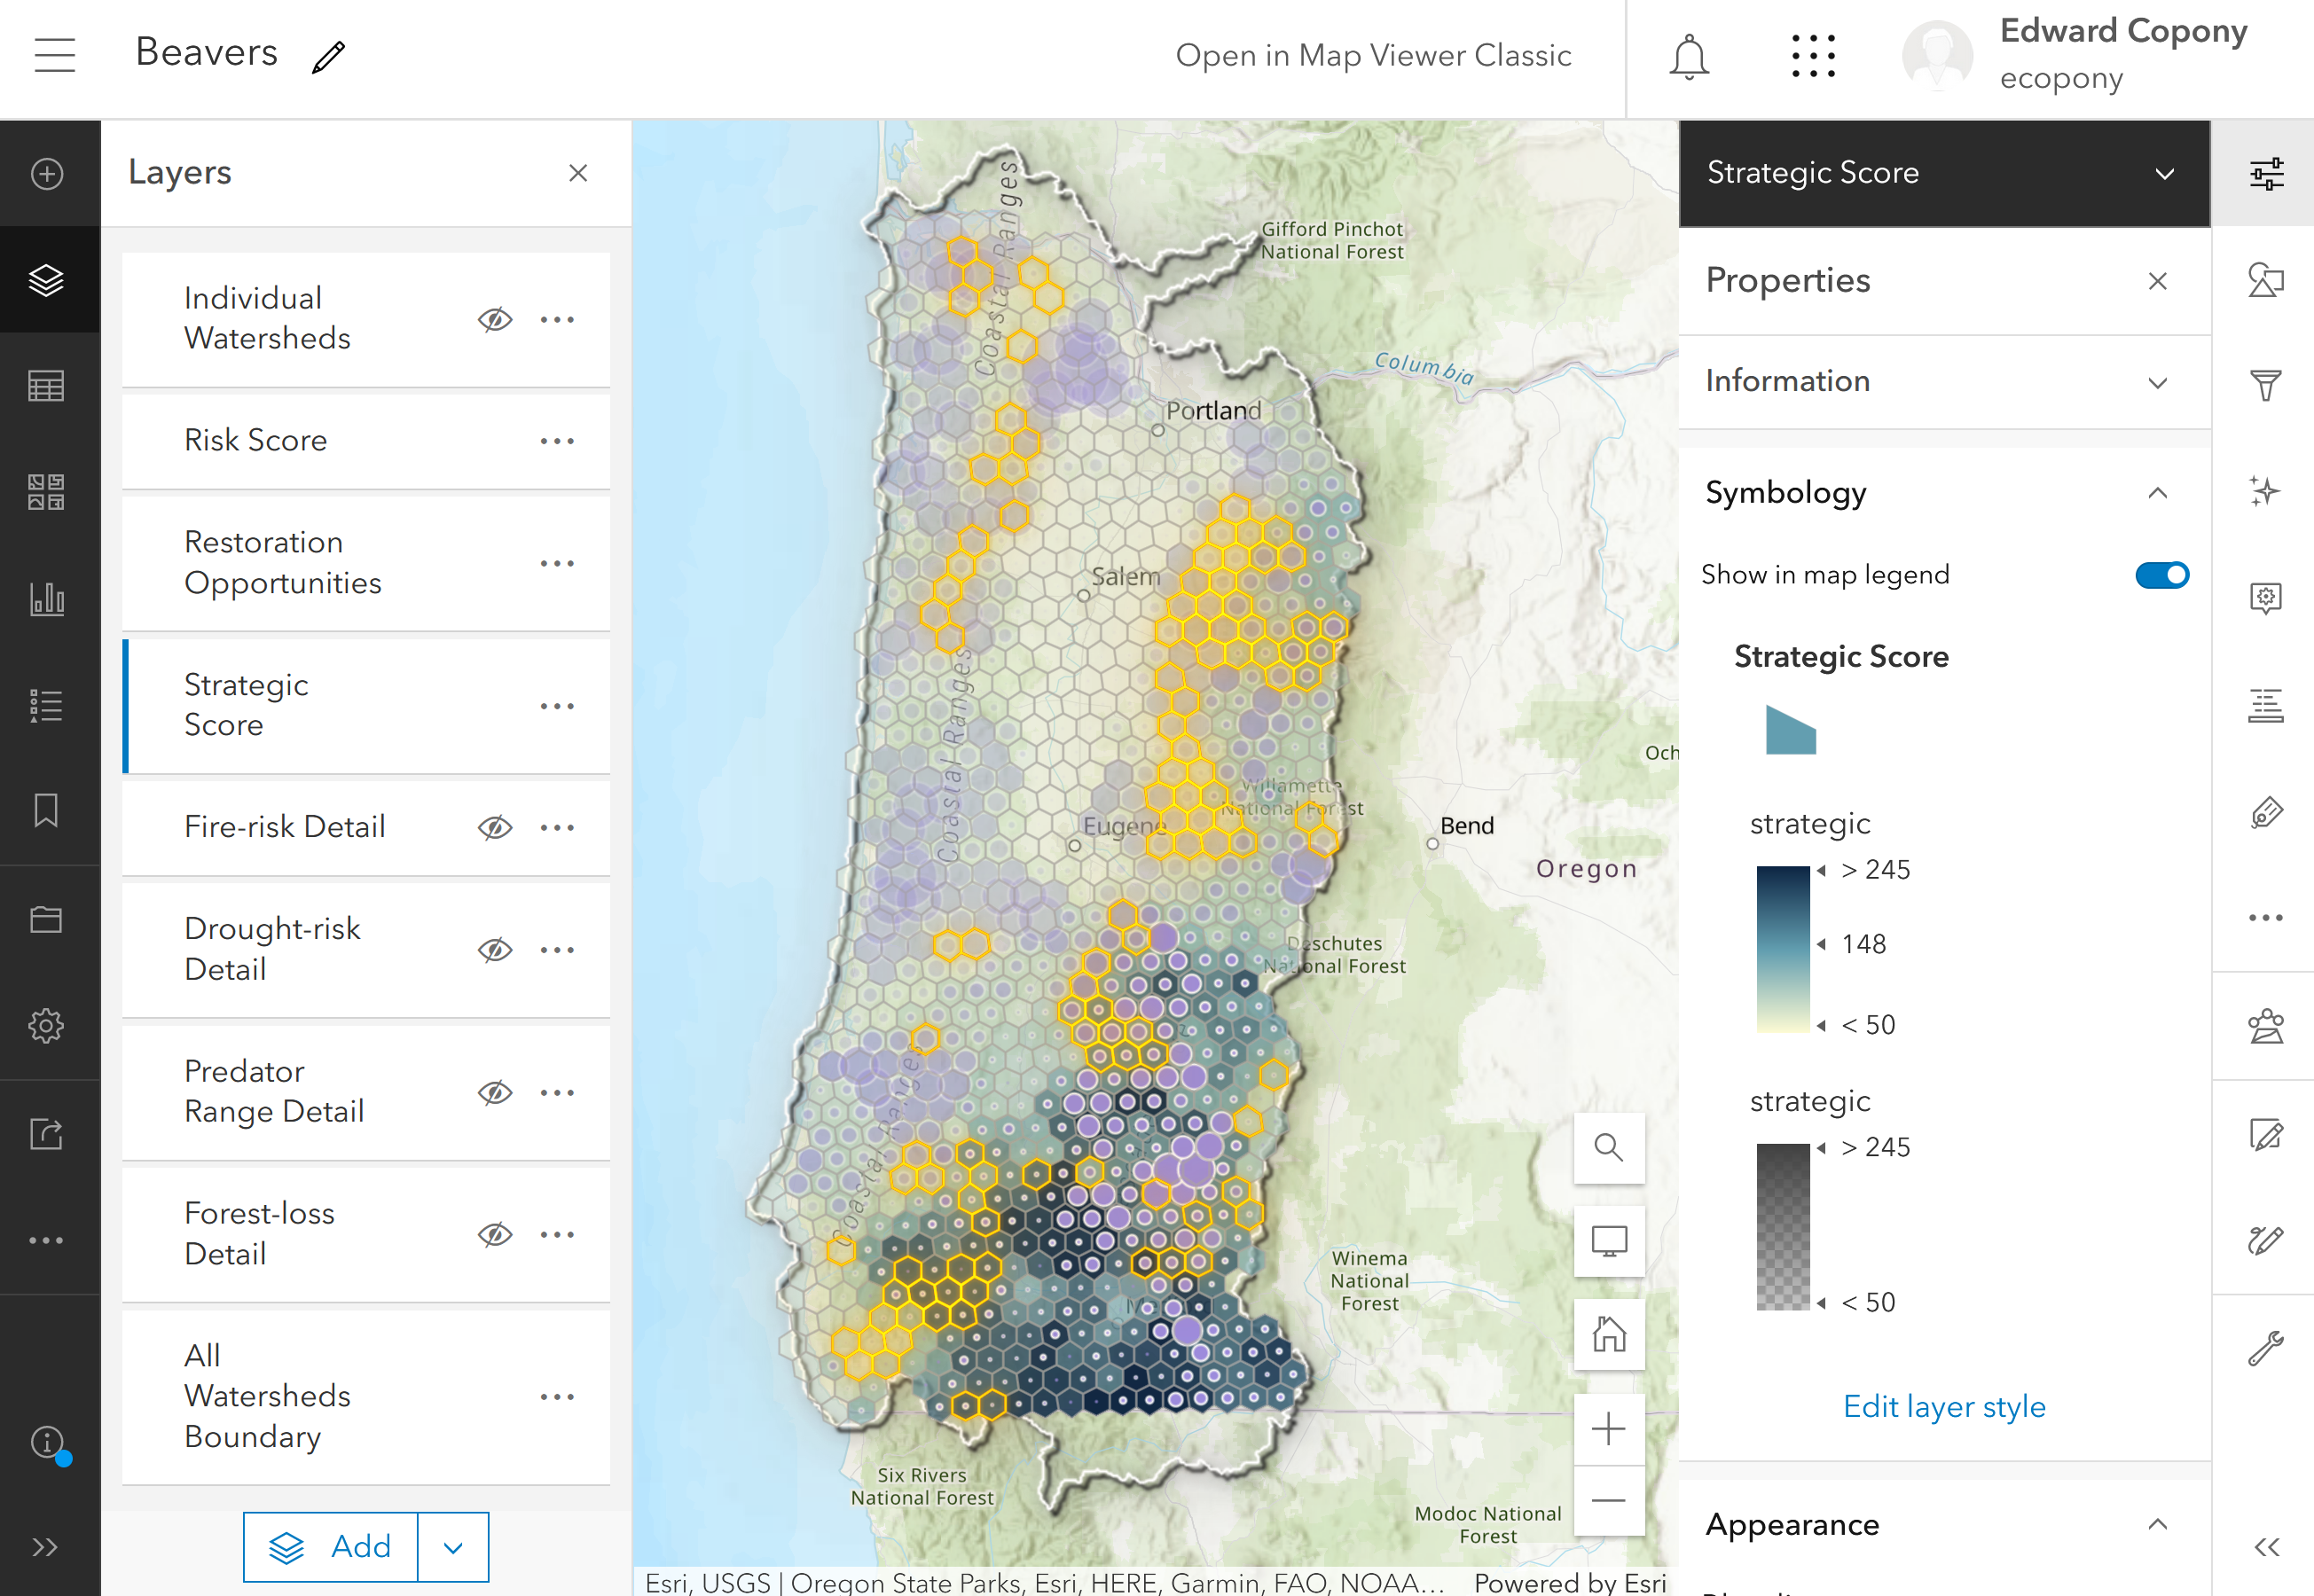 Beavers
Open in Map Viewer Classic
Edward Copony
ecopony
Layers
Individual
Watersheds
Risk Score
Restoration
Opportunities
Strategic
Score
Fire-risk Detail
Drought-risk
Detail
Predator
Range Detail
Forest-loss
Detail
All
Watersheds
Boundary
Add
Coastal Ranges
Gifford Pinchot
National Forest
Columbia
Portland
Salem
Coastal Ranges
Willamette
National Forest
Eugene
Bend
Och
Oregon
Deschutes
National Forest
Coastal Ranges
Winema
National
Forest
Six Rivers
National Forest
Modoc National
Forest
Esri, USGS | Oregon State Parks, Esri, HERE, Garmin, FAO, NOAA...
Powered by Esri
Strategic Score
Properties
Information
Symbology
Show in map legend
Strategic Score
strategic
> 245
148
< 50
strategic
> 245
< 50
Edit layer style
Appearance